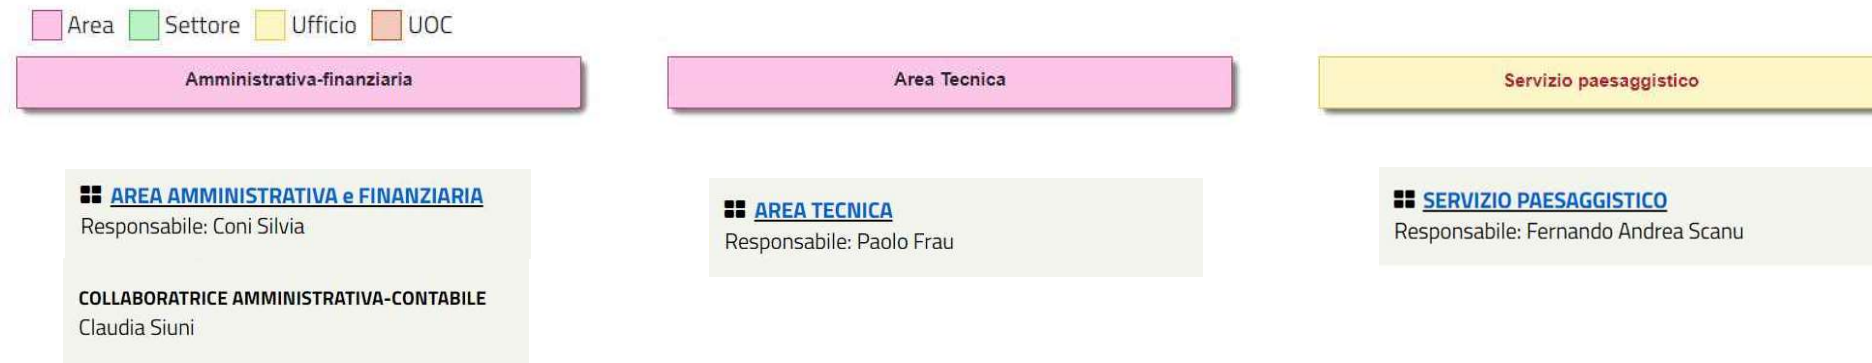 Area Settore Ufficio UOC
Amministrativa-finanziaria
Area Tecnica
Servizio paesaggistico
AREA AMMINISTRATIVA e FINANZIARIA
Responsabile: Coni Silvia
COLLABORATRICE AMMINISTRATIVA-CONTABILE
Claudia Siuni
AREA TECNICA
Responsabile: Paolo Frau
SERVIZIO PAESAGGISTICO
Responsabile: Fernando Andrea Scanu